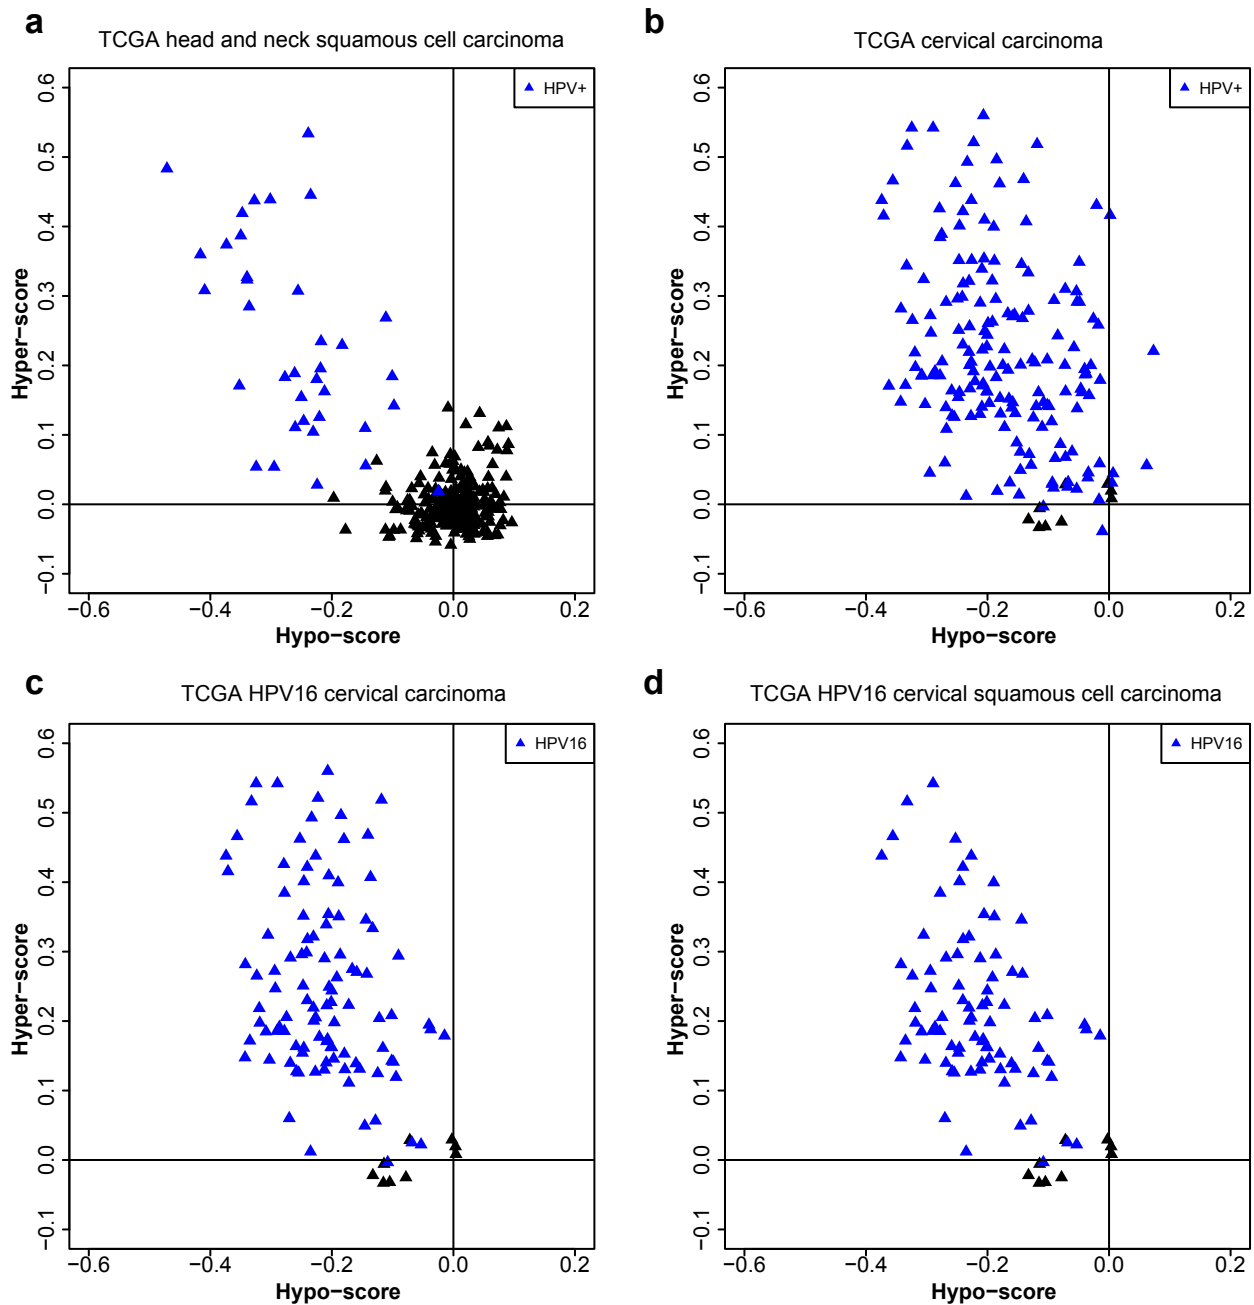 a
TCGA head and neck squamous cell carcinoma
HPV+
0.6
0.5
0.4
0.3
0.2
0.1
0.0
−0.1
Hyper−score
−0.6
−0.4
−0.2
0.0
0.2
Hypo−score
b
TCGA cervical carcinoma
HPV+
0.6
0.5
0.4
0.3
0.2
0.1
0.0
−0.1
Hyper−score
−0.6
−0.4
−0.2
0.0
0.2
Hypo−score
c
TCGA HPV16 cervical carcinoma
HPV16
0.6
0.5
0.4
0.3
0.2
0.1
0.0
−0.1
Hyper−score
−0.6
−0.4
−0.2
0.0
0.2
Hypo−score
d
TCGA HPV16 cervical squamous cell carcinoma
HPV16
0.6
0.5
0.4
0.3
0.2
0.1
0.0
−0.1
Hyper−score
−0.6
−0.4
−0.2
0.0
0.2
Hypo−score